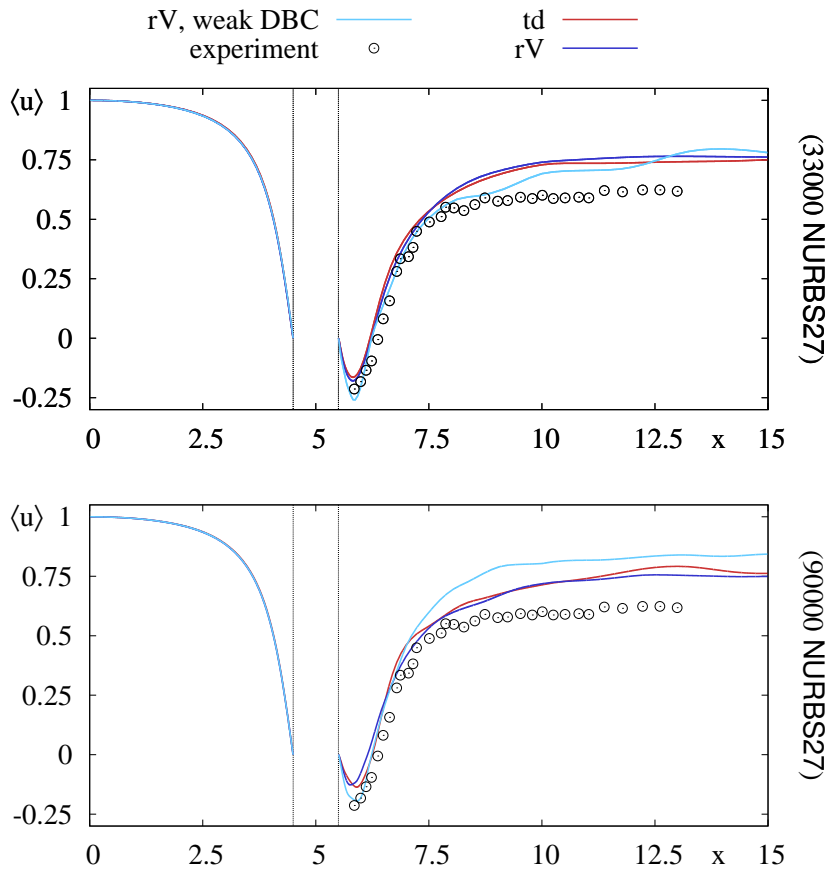 rV, weak DBC
td
experiment
rV
⟨u⟩
1
0.75
0.5
0.25
0
-0.25
0 2.5 5 7.5 10 12.5 x 15
(33000 NURBS27)
⟨u⟩
1
0.75
0.5
0.25
0
-0.25
0 2.5 5 7.5 10 12.5 x 15
(90000 NURBS27)